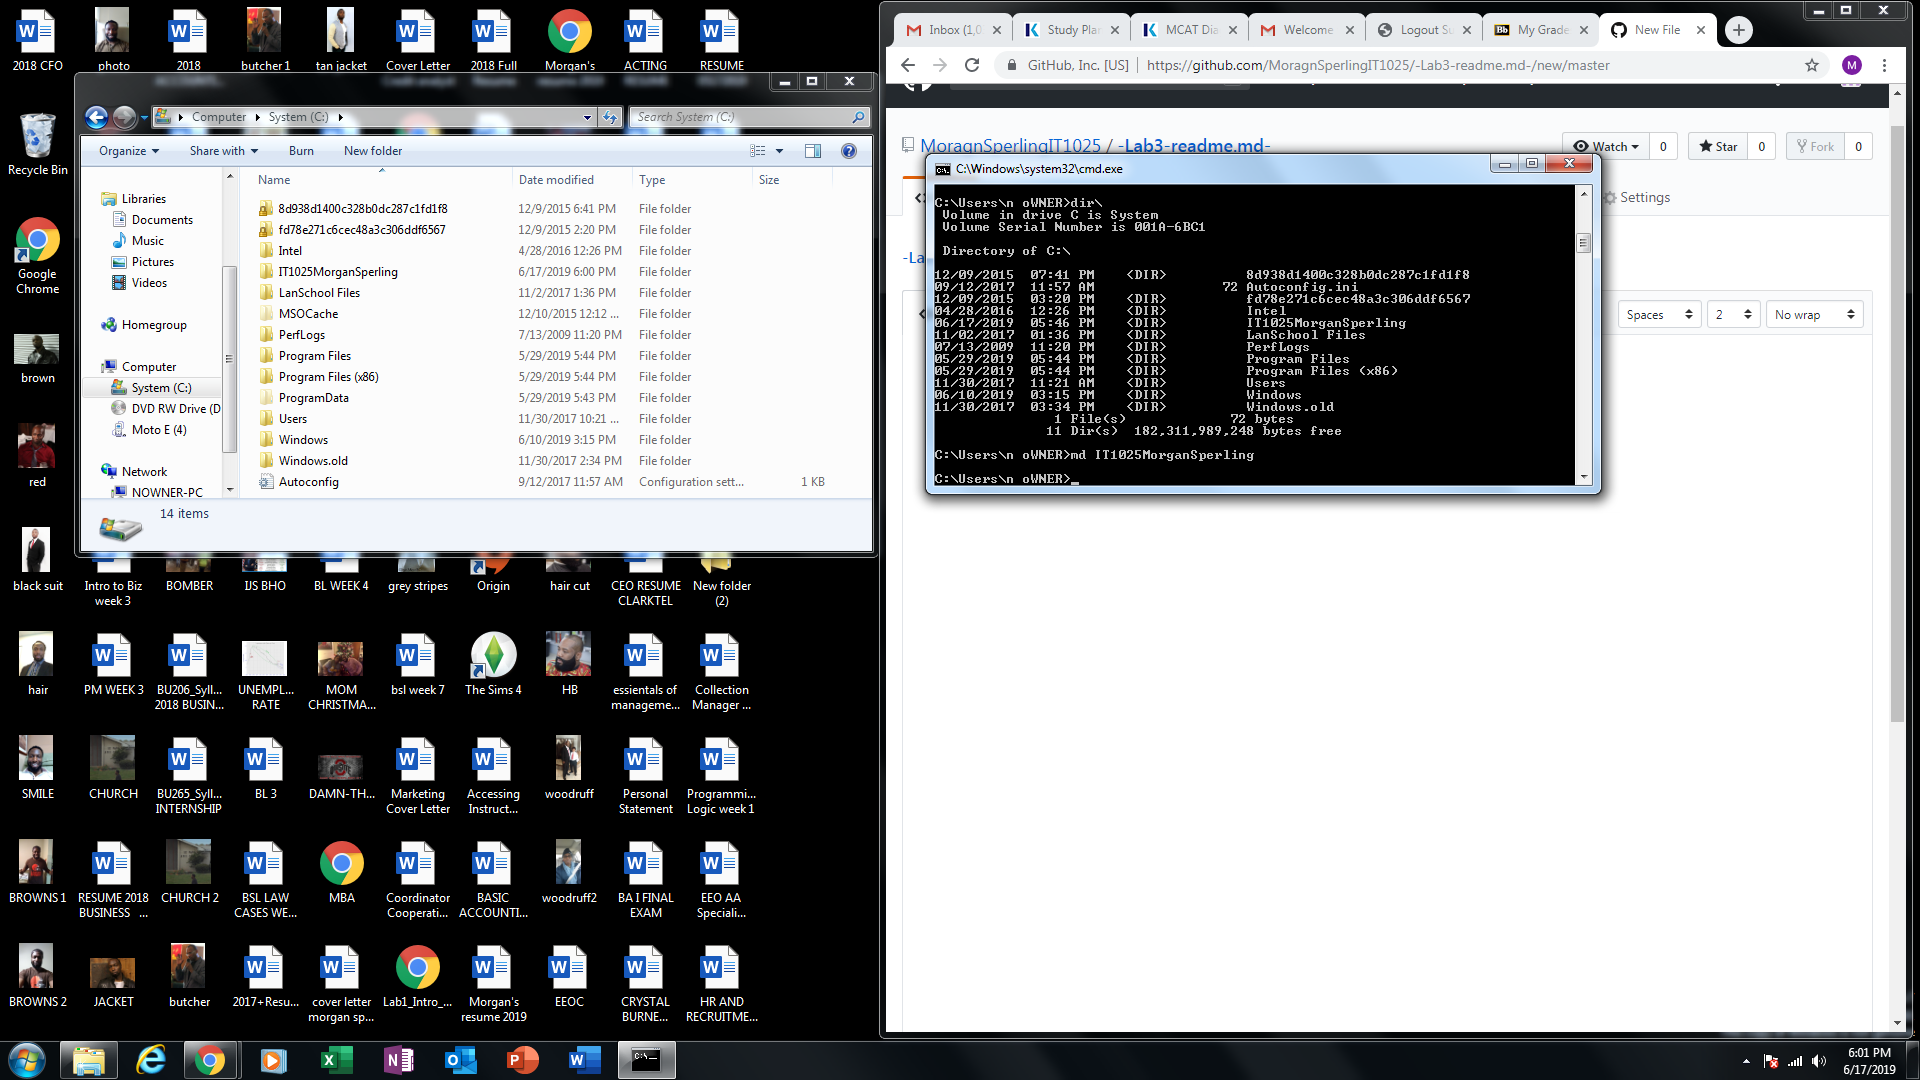 2018 CFO
photo
2018
butcher 1
tan jacket
Cover Letter
2018 Full
Morgan's
ACTING
RESUME
Computer
System (C:)
Search System (C:)
Organize
Share with
Burn
New folder
Name
Date modified
Type
Size
Libraries
Documents
Music
Pictures
Videos
Homegroup
Computer
System (C:)
DVD RW Drive (D
Moto E (4)
Network
NOWNER-PC
8d938d1400c328b0dc287c1fd1f8 12/9/2015 6:41 PM File folder
fd78e271c6cec48a3c306ddf6567 12/9/2015 2:20 PM File folder
Intel 4/28/2016 12:26 PM File folder
IT1025MorganSperling 6/17/2019 6:00 PM File folder
LanSchool Files 11/2/2017 1:36 PM File folder
MSOCache 12/10/2015 12:12 ... File folder
PerfLogs 7/13/2009 11:20 PM File folder
Program Files 5/29/2019 5:44 PM File folder
Program Files (x86) 5/29/2019 5:44 PM File folder
ProgramData 5/29/2019 5:43 PM File folder
Users 11/30/2017 10:21 ... File folder
Windows 6/10/2019 3:15 PM File folder
Windows.old 11/30/2017 2:34 PM File folder
Autoconfig 9/12/2017 11:57 AM Configuration sett... 1 KB
14 items
Recycle Bin
Google
Chrome
brown
red
black suit
Intro to Biz
week 3
BOMBER
IJS BHO
BL WEEK 4
grey stripes
Origin
hair cut
CEO RESUME
CLARKTEL
New folder
(2)
hair
PM WEEK 3
BU206_Syll...
2018 BUSIN...
UNEMPL...
RATE
MOM
CHRISTMA...
bsl week 7
The Sims 4
HB
essientals of
manageme...
Collection
Manager ...
SMILE
CHURCH
BU265_Syll...
INTERNSHIP
BL 3
DAMN-TH...
Marketing
Cover Letter
Accessing
Instruct...
woodruff
Personal
Statement
Programmi...
Logic week 1
BROWNS 1
RESUME 2018
BUSINESS ...
CHURCH 2
BSL LAW
CASES WE...
MBA
Coordinator
Cooperati...
BASIC
ACCOUNTI...
woodruff2
BA I FINAL
EXAM
EEO AA
Speciali...
BROWNS 2
JACKET
butcher
2017+Resu...
cover letter
morgan sp...
Lab1_Intro_...
Morgan's
resume 2019
EEOC
CRYSTAL
BURNE...
HR AND
RECRUITME...
Inbox (1,0
Study Pla
MCAT Dia
Welcome
Logout Su
My Grade
New File
GitHub, Inc. [US] | https://github.com/MoragnSperlingIT1025/-Lab3-readme.md-/new/master
M
MoragnSperlingIT1025 / -Lab3-readme.md-
Watch 0
Star 0
Fork 0
Settings
-La
Spaces
2
No wrap
C:\Windows\system32\cmd.exe
C:\Users\n oWNER>dir\
Volume in drive C is System
Volume Serial Number is 001A-6BC1
Directory of C:\
12/09/2015 07:41 PM <DIR> 8d938d1400c328b0dc287c1fd1f8
09/12/2017 11:57 AM 72 Autoconfig.ini
12/09/2015 03:20 PM <DIR> fd78e271c6cec48a3c306ddf6567
04/28/2016 12:26 PM <DIR> Intel
06/17/2019 05:46 PM <DIR> IT1025MorganSperling
11/02/2017 01:36 PM <DIR> LanSchool Files
07/13/2009 11:20 PM <DIR> PerfLogs
05/29/2019 05:44 PM <DIR> Program Files
05/29/2019 05:44 PM <DIR> Program Files (x86)
11/30/2017 11:21 AM <DIR> Users
06/10/2019 03:15 PM <DIR> Windows
11/30/2017 03:34 PM <DIR> Windows.old
1 File(s) 72 bytes
11 Dir(s) 182,311,989,248 bytes free
C:\Users\n oWNER>md IT1025MorganSperling
C:\Users\n oWNER>_
6:01 PM
6/17/2019